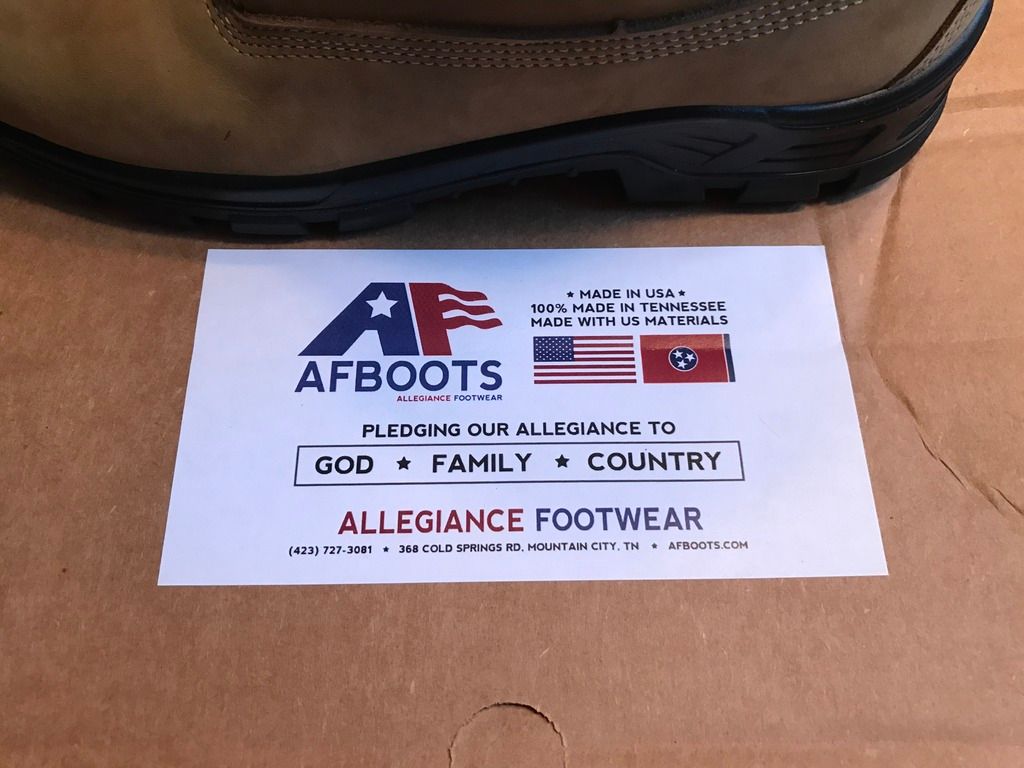 AF
AFBOOTS
ALLEGIANCE FOOTWEAR
★ MADE IN USA ★
100% MADE IN TENNESSEE
MADE WITH US MATERIALS
PLEDGING OUR ALLEGIANCE TO
GOD ★ FAMILY ★ COUNTRY
ALLEGIANCE FOOTWEAR
(423) 727-3081 ★ 368 COLD SPRINGS RD, MOUNTAIN CITY, TN ★ AFBOOTS.COM